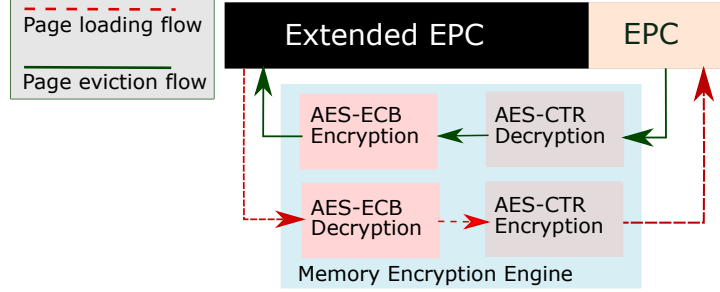 Page loading flow
Page eviction flow
Extended EPC
EPC
AES-ECB
Encryption
AES-CTR
Decryption
AES-ECB
Decryption
AES-CTR
Encryption
Memory Encryption Engine